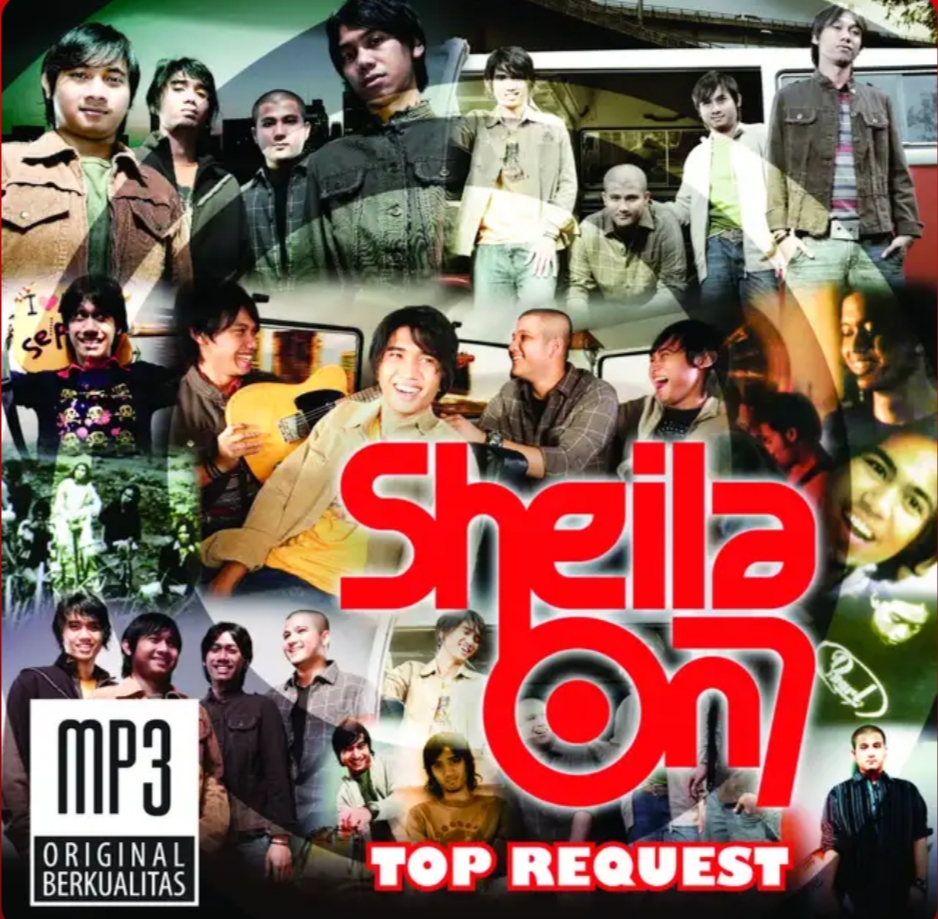 I ❤
Sheila
On7
MP3
ORIGINAL
BERKUALITAS
TOP REQUEST